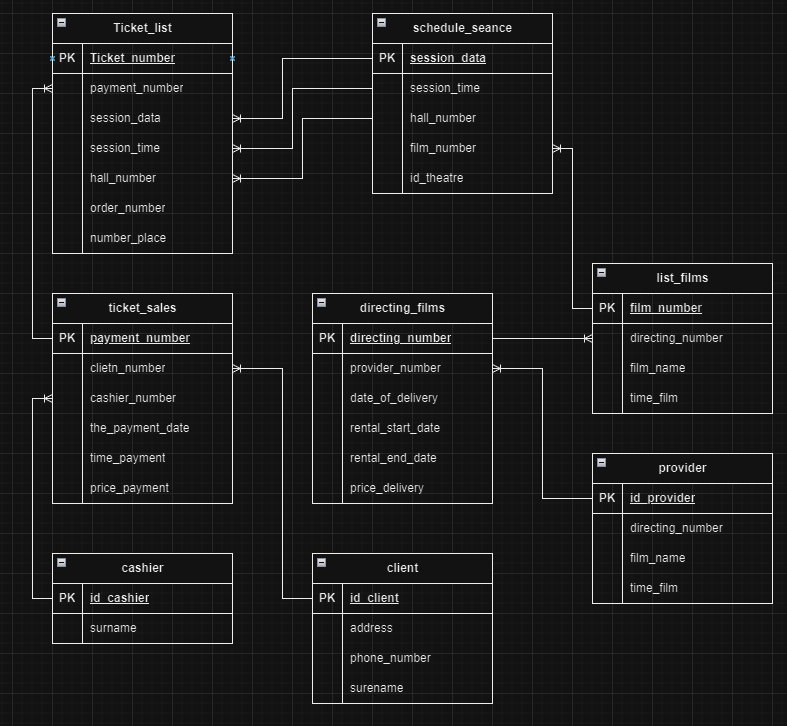 Ticket_list
PK Ticket_number
payment_number
session_data
session_time
hall_number
order_number
number_place
schedule_seance
PK session_data
session_time
hall_number
film_number
id_theatre
list_films
PK film_number
directing_number
film_name
time_film
ticket_sales
PK payment_number
clietn_number
cashier_number
the_payment_date
time_payment
price_payment
directing_films
PK directing_number
provider_number
date_of_delivery
rental_start_date
rental_end_date
price_delivery
provider
PK id_provider
directing_number
film_name
time_film
cashier
PK id_cashier
surname
client
PK id_client
address
phone_number
surename